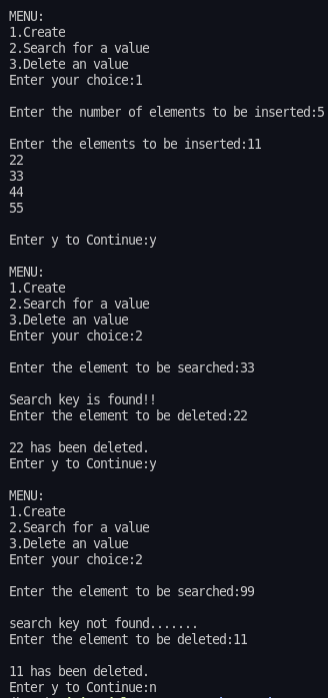 MENU:
1.Create
2.Search for a value
3.Delete an value
Enter your choice:1
Enter the number of elements to be inserted:5
Enter the elements to be inserted:11
22
33
44
55
Enter y to Continue:y
MENU:
1.Create
2.Search for a value
3.Delete an value
Enter your choice:2
Enter the element to be searched:33
Search key is found!!
Enter the element to be deleted:22
22 has been deleted.
Enter y to Continue:y
MENU:
1.Create
2.Search for a value
3.Delete an value
Enter your choice:2
Enter the element to be searched:99
search key not found.......
Enter the element to be deleted:11
11 has been deleted.
Enter y to Continue:n